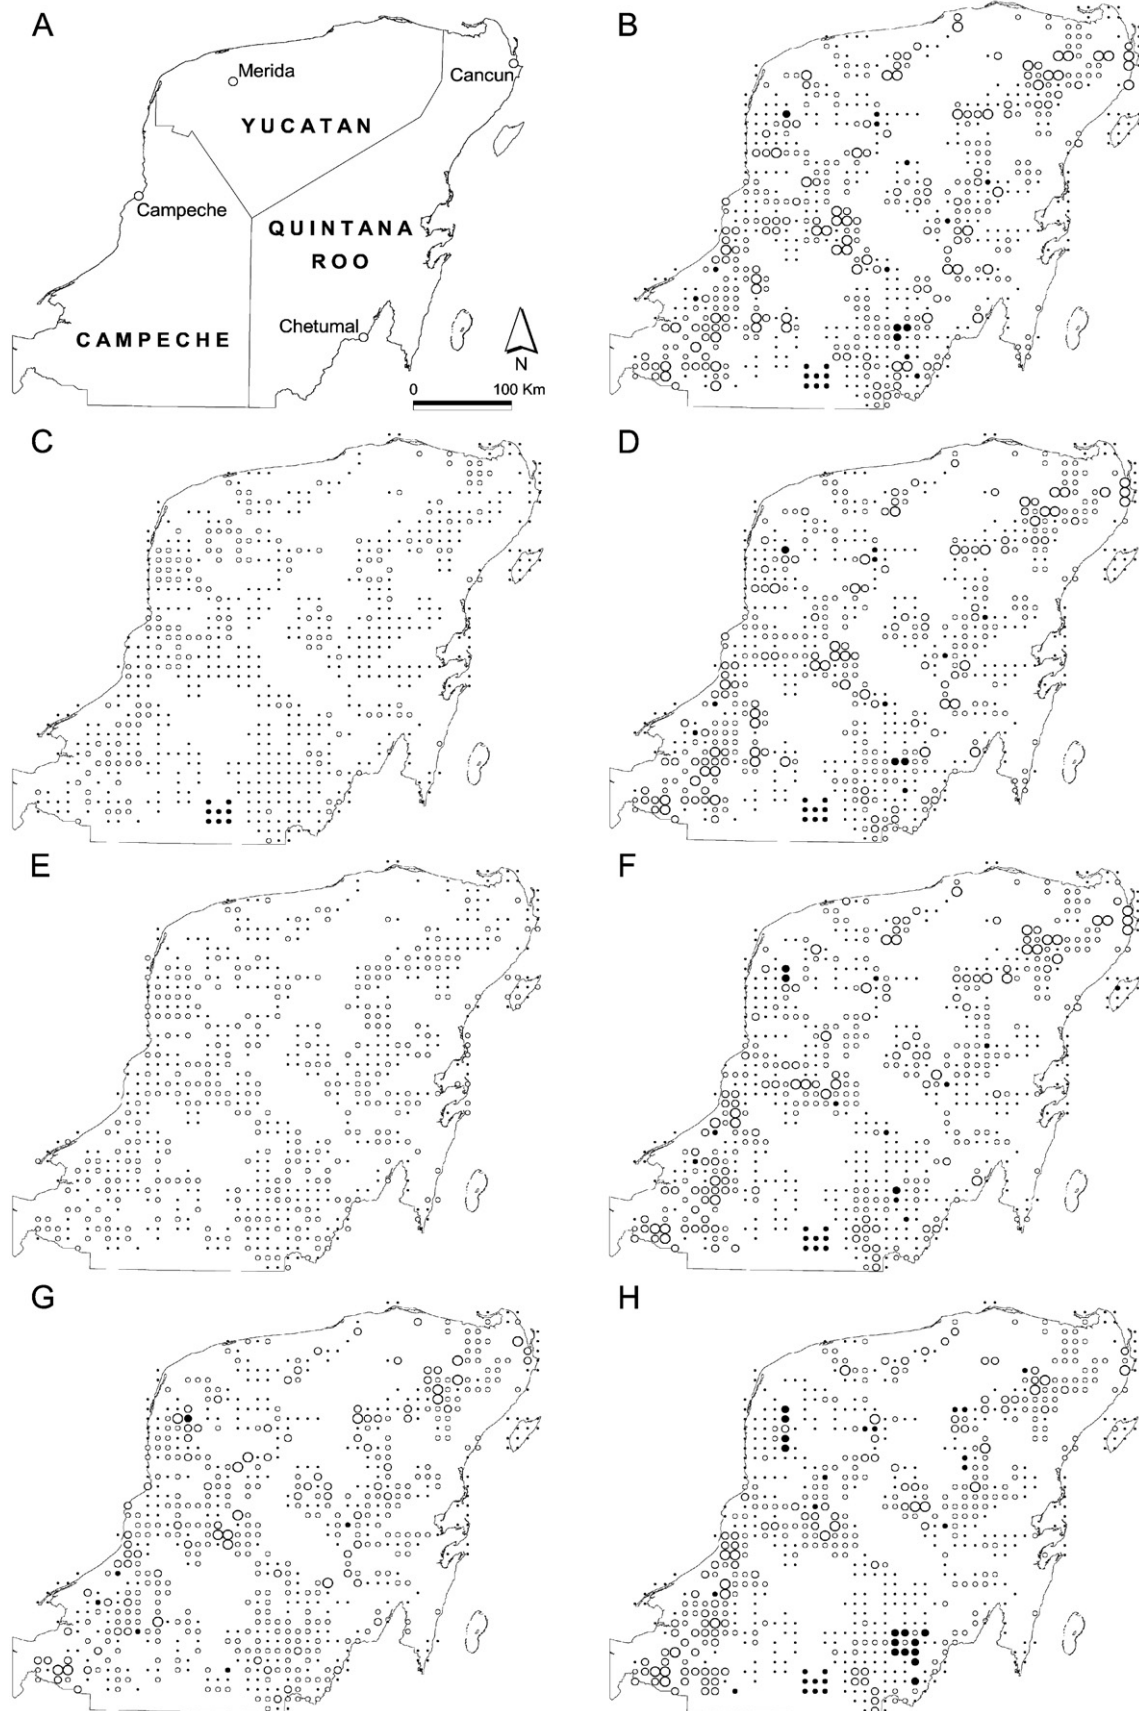 A
Merida
Cancun
YUCATAN
Campeche
QUINTANA
ROO
Chetumal
CAMPECHE
N
0 100 Km
B
C
D
E
F
G
H